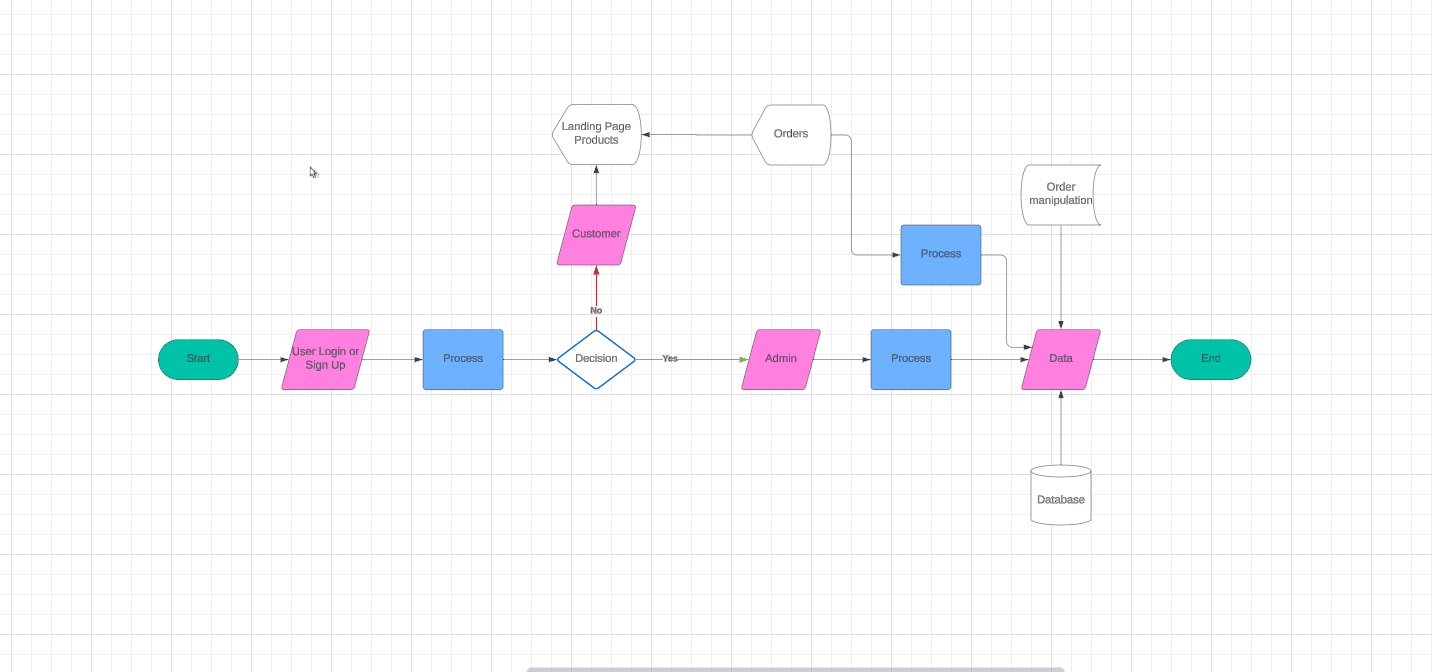 Landing Page
Products
Orders
Order
manipulation
Customer
Process
No
Start
User Login or
Sign Up
Process
Decision
Yes
Admin
Process
Data
End
Database